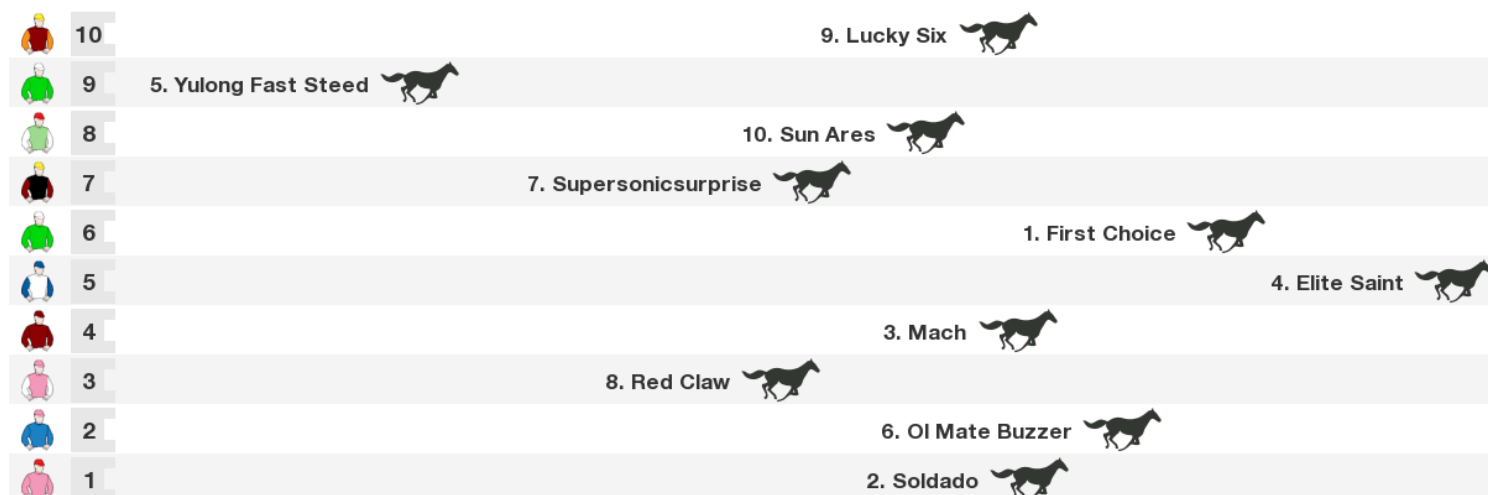 10 9. Lucky Six
9 5. Yulong Fast Steed
8 10. Sun Ares
7 7. Supersonicsurprise
6 1. First Choice
5 4. Elite Saint
4 3. Mach
3 8. Red Claw
2 6. Ol Mate Buzzer
1 2. Soldado